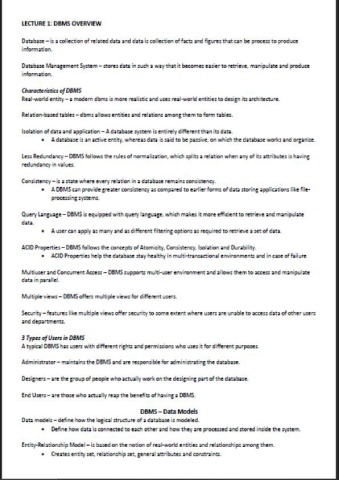 LECTURE 1: DBMS OVERVIEW
Database – is a collection of related data and data is collection of facts and figures that can be process to produce
information.
Database Management System – stores data in such a way that it becomes easier to retrieve, manipulate and produce
information.
Characteristics of DBMS
Real-world entity – a modern dbms is more realistic and uses real-world entities to design its architecture.
Relation-based tables – dbms allows entities and relations among them to form tables.
Isolation of data and application – A database system is entirely different than its data.
• A database is an active entity, whereas data is said to be passive, on which the database works and organize.
Less Redundancy – DBMS follows the rules of normalization, which splits a relation when any of its attributes is having
redundancy in values.
Consistency – is a state where every relation in a database remains consistency.
• A DBMS can provide greater consistency as compared to earlier forms of data storing applications like file-
processing systems.
Query Language – DBMS is equipped with query language, which makes it more efficient to retrieve and manipulate
data.
• A user can apply as many and as different filtering options as required to retrieve a set of data.
ACID Properties – DBMS follows the concepts of Atomicity, Consistency, Isolation and Durability.
• ACID Properties help the database stay healthy in multi-transactional environments and in case of failure
Multiuser and Concurrent Access – DBMS supports multi-user environment and allows them to access and manipulate
data in parallel.
Multiple views – DBMS offers multiple views for different users.
Security – features like multiple views offer security to some extent where users are unable to access data of other users
and departments.
3 Types of Users in DBMS
A typical DBMS has users with different rights and permissions who uses it for different purposes.
Administrator – maintains the DBMS and are responsible for administrating the database.
Designers – are the group of people who actually work on the designing part of the database.
End Users – are those who actually reap the benefits of having a DBMS.
DBMS – Data Models
Data models – define how the logical structure of a database is modeled.
• Define how data is connected to each other and how they are processed and stored inside the system.
Entity-Relationship Model – is based on the notion of real-world entities and relationships among them.
• Creates entity set, relationship set, general attributes and constraints.